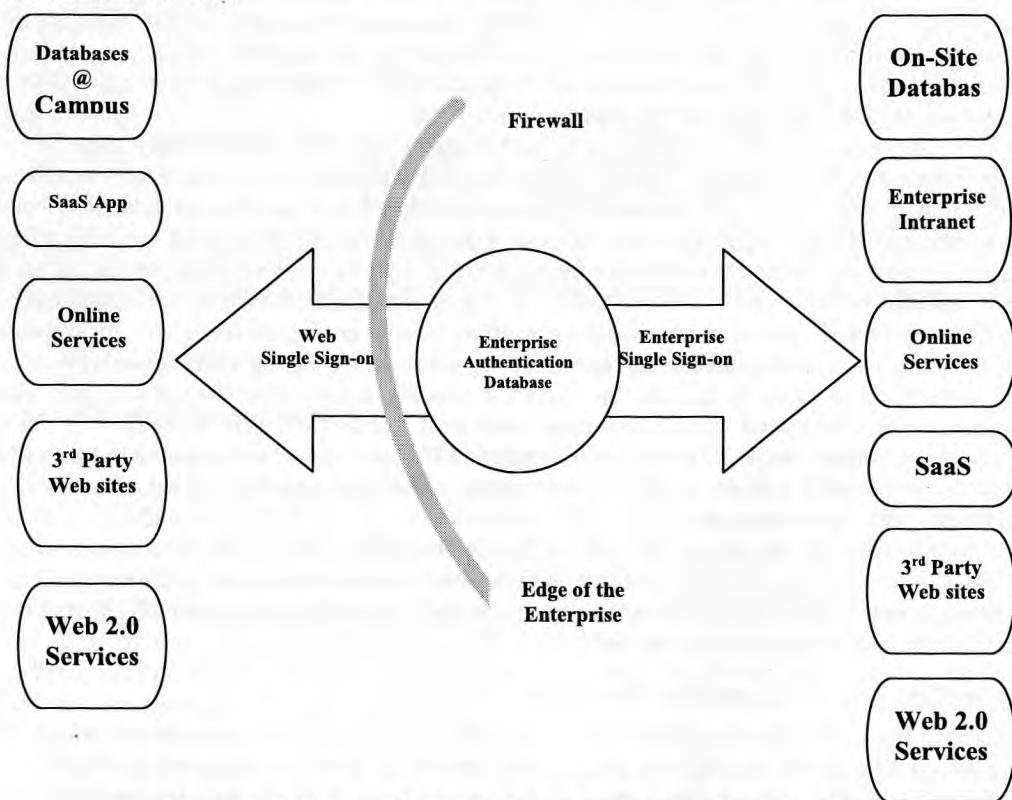 Databases
@
Campus
SaaS App
Online
Services
3rd Party
Web sites
Web 2.0
Services
Firewall
Web
Single Sign-on
Enterprise
Authentication
Database
Enterprise
Single Sign-on
Edge of the
Enterprise
On-Site
Databas
Enterprise
Intranet
Online
Services
SaaS
3rd Party
Web sites
Web 2.0
Services